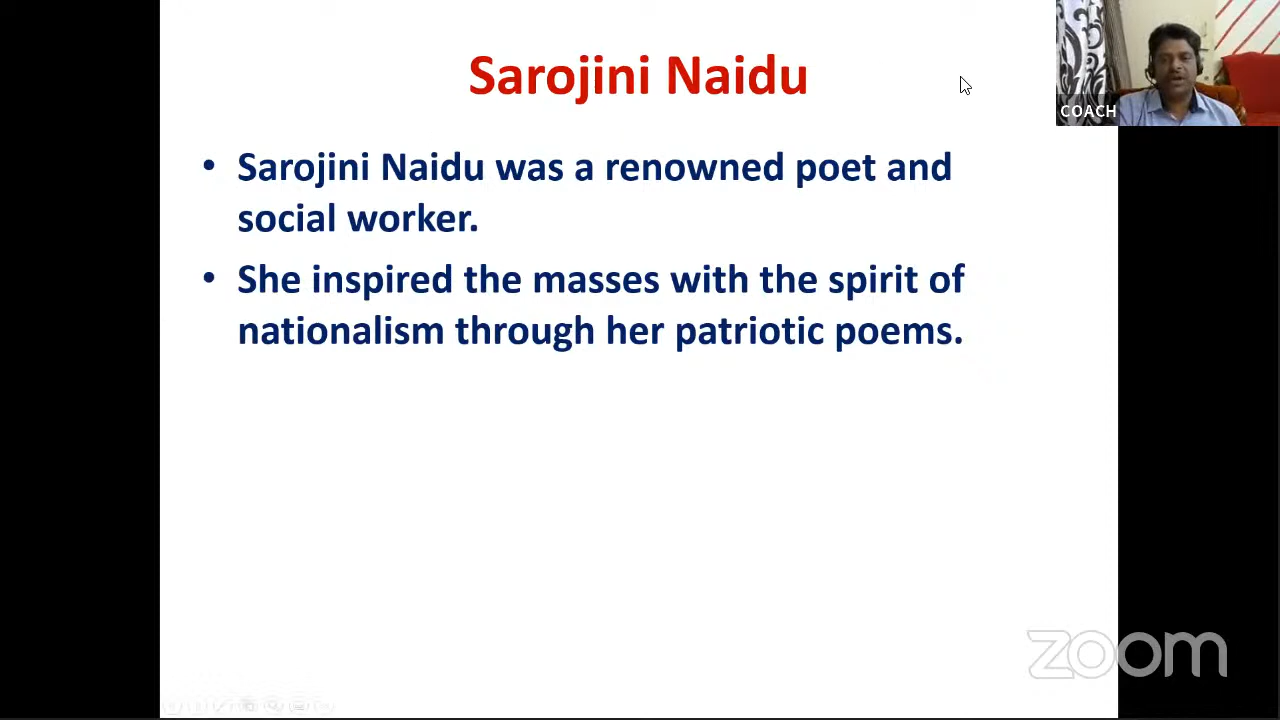 Sarojini Naidu
COACH
• Sarojini Naidu was a renowned poet and
social worker.
• She inspired the masses with the spirit of
nationalism through her patriotic poems.
zoom